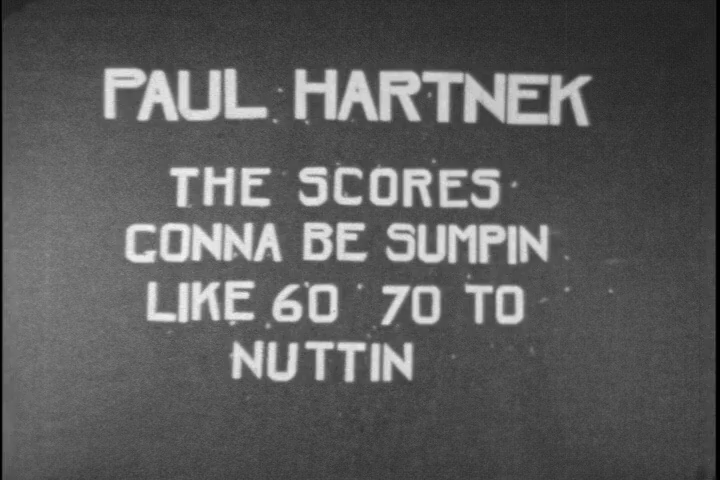 PAUL HARTNEK
THE SCORES
GONNA BE SUMPIN
LIKE 60 70 TO
NUTTIN